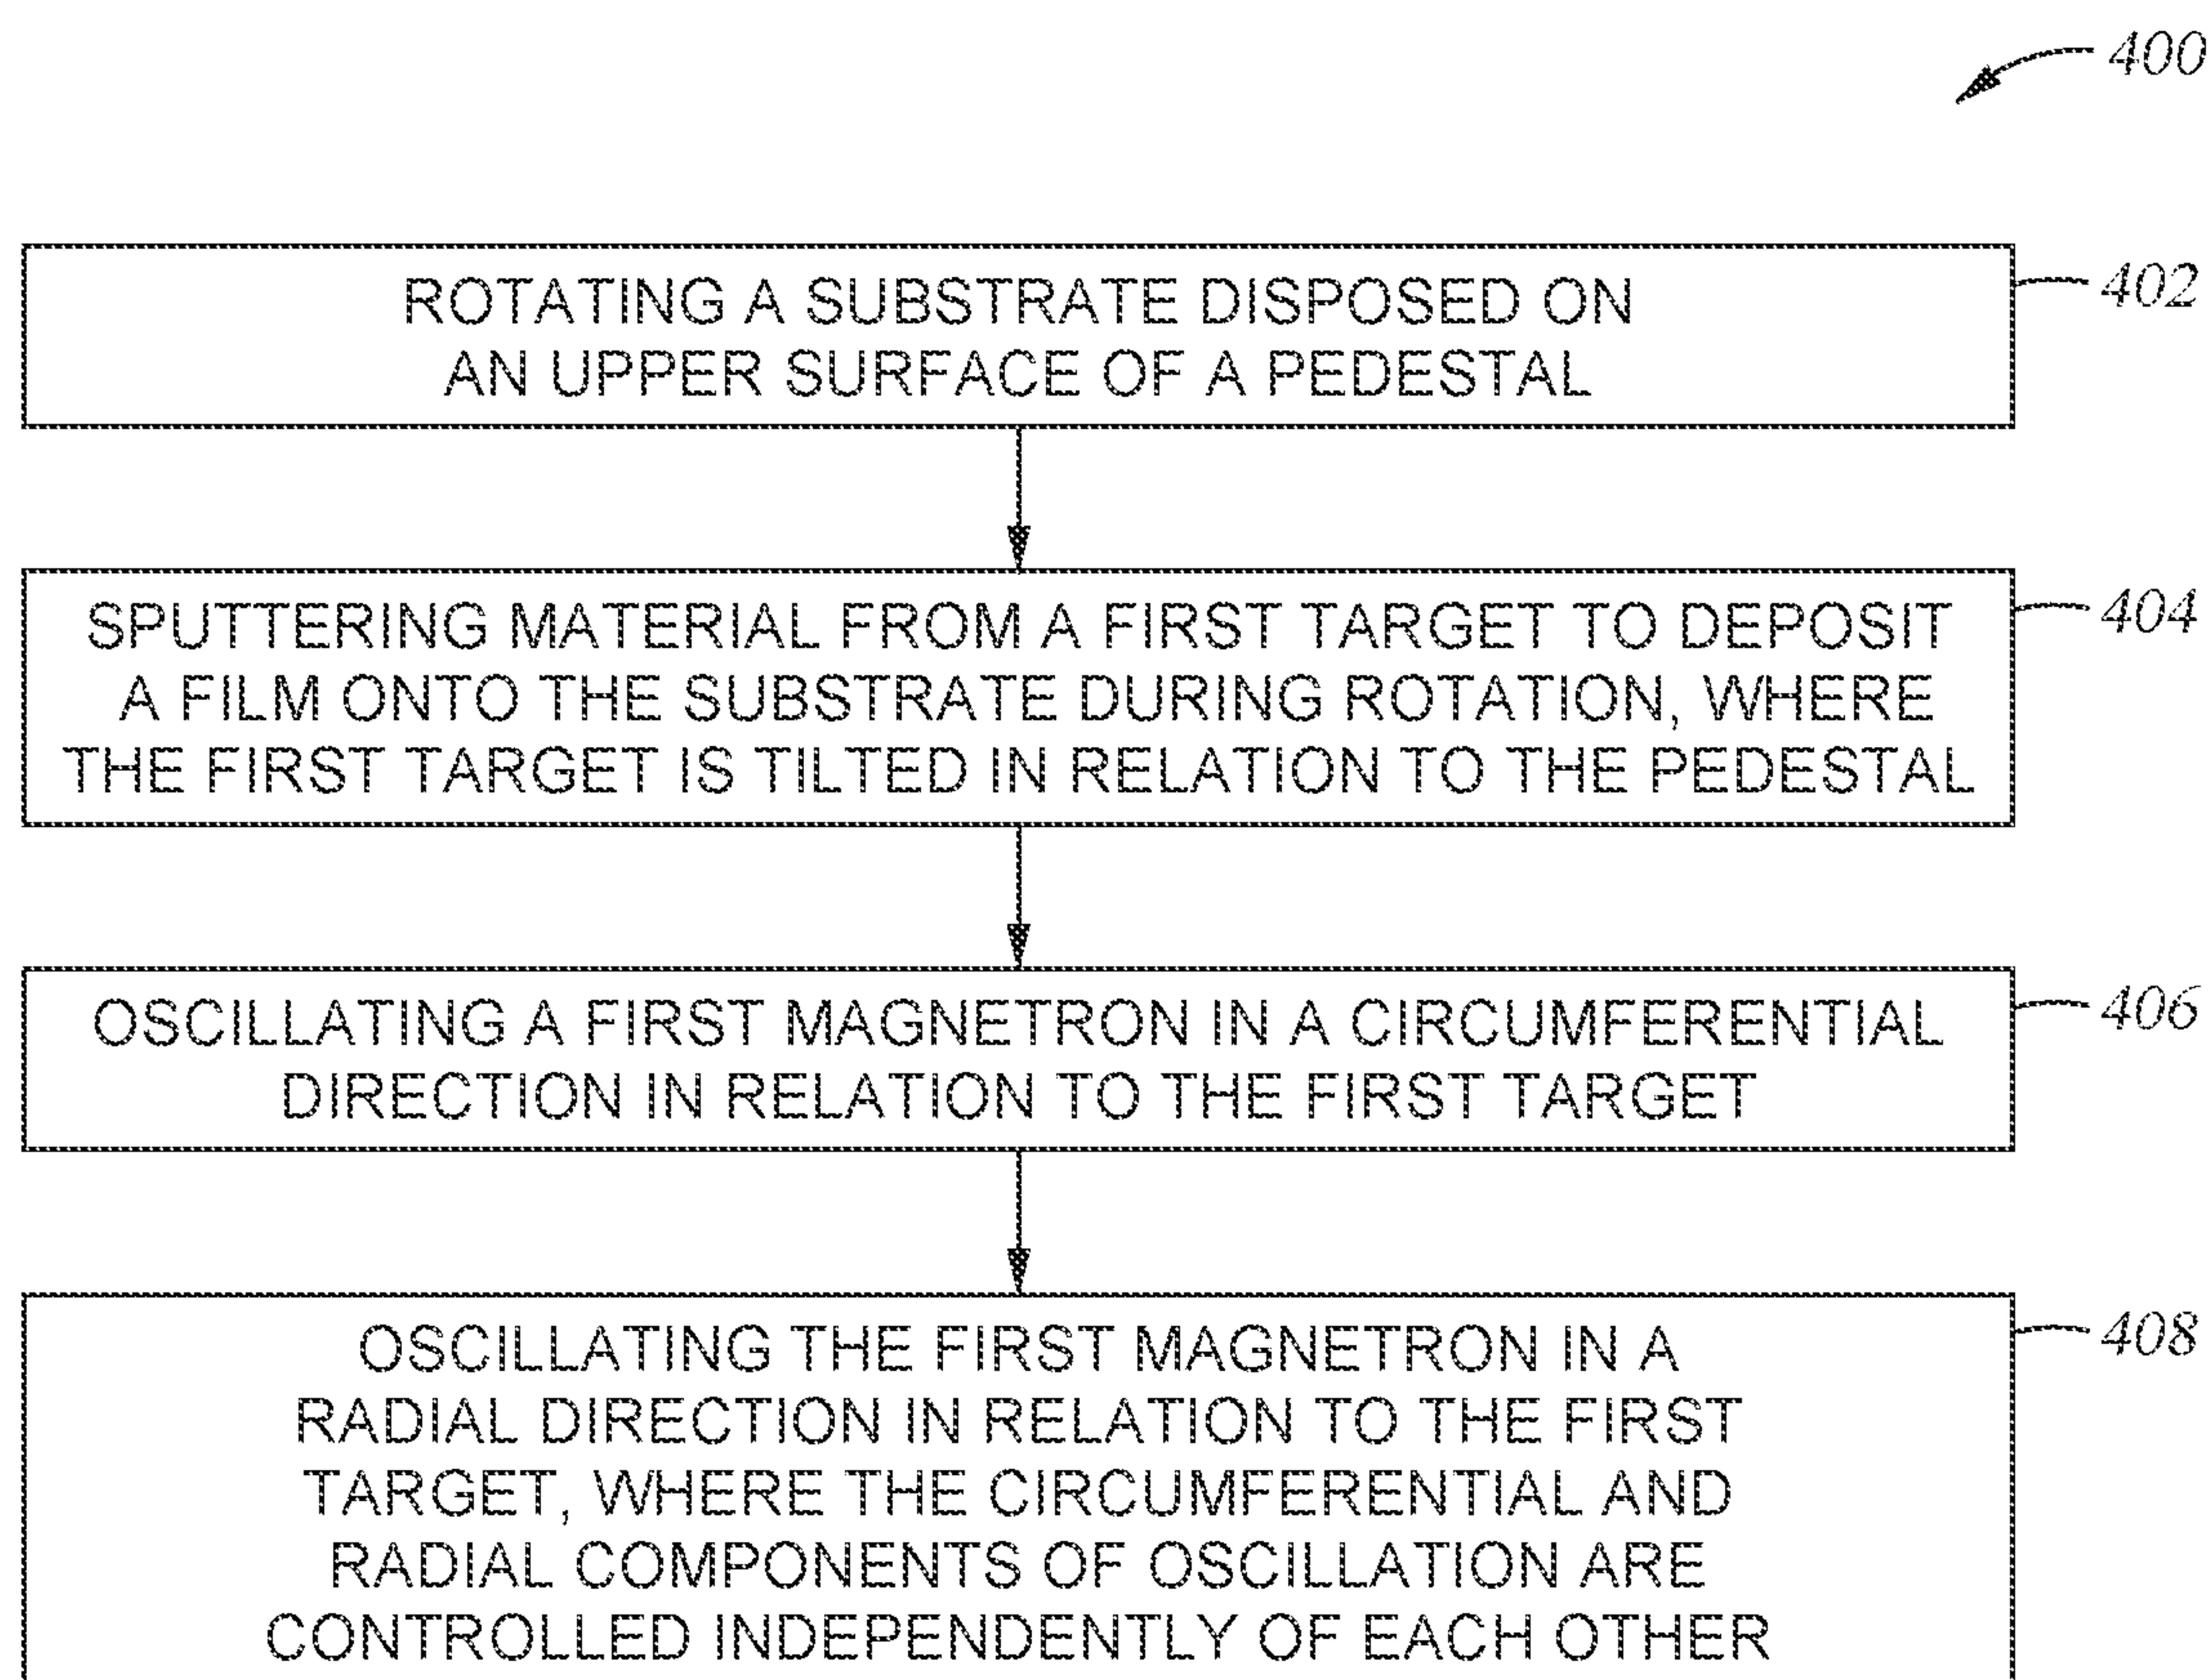 400
ROTATING A SUBSTRATE DISPOSED ON
AN UPPER SURFACE OF A PEDESTAL
402
SPUTTERING MATERIAL FROM A FIRST TARGET TO DEPOSIT
A FILM ONTO THE SUBSTRATE DURING ROTATION, WHERE
THE FIRST TARGET IS TILTED IN RELATION TO THE PEDESTAL
404
OSCILLATING A FIRST MAGNETRON IN A CIRCUMFERENTIAL
DIRECTION IN RELATION TO THE FIRST TARGET
406
OSCILLATING THE FIRST MAGNETRON IN A
RADIAL DIRECTION IN RELATION TO THE FIRST
TARGET, WHERE THE CIRCUMFERENTIAL AND
RADIAL COMPONENTS OF OSCILLATION ARE
CONTROLLED INDEPENDENTLY OF EACH OTHER
408